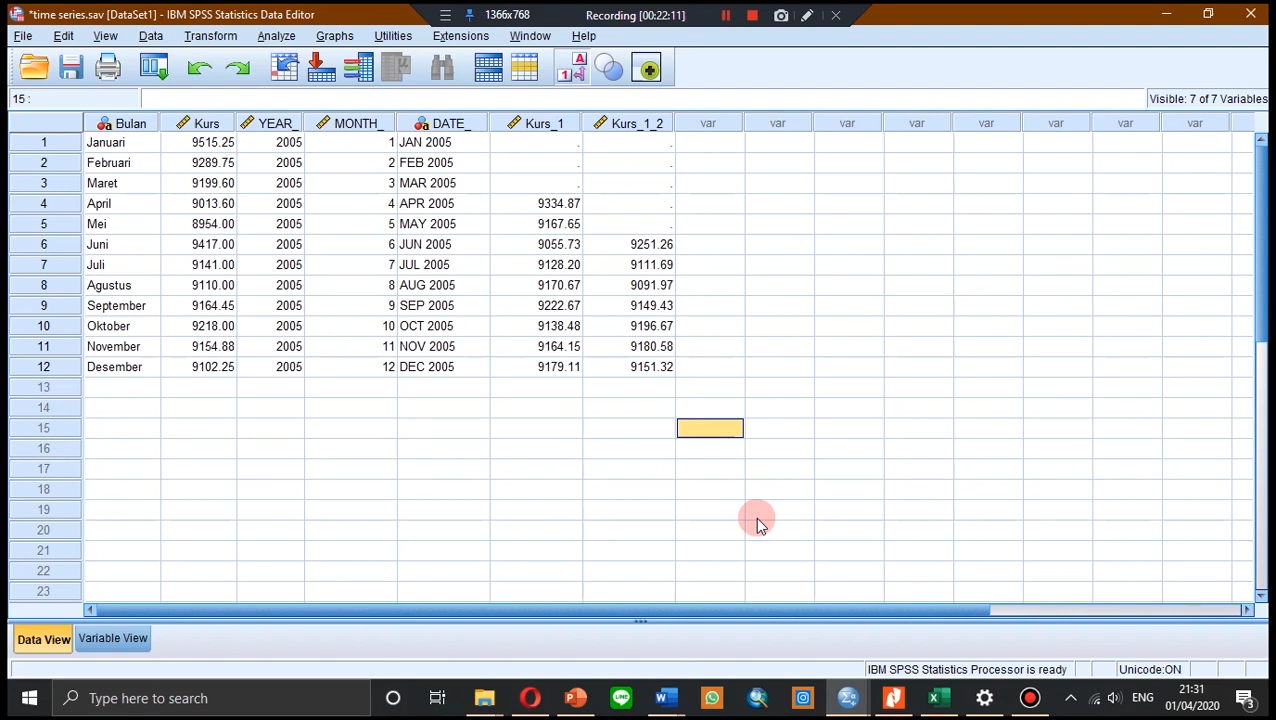 *time series.sav [DataSet1] - IBM SPSS Statistics Data Editor 1366x768 Recording [00:22:11]
File Edit View Data Transform Analyze Graphs Utilities Extensions Window Help
A
1
15 : Visible: 7 of 7 Variables
Bulan Kurs YEAR_ MONTH_ DATE_ Kurs_1 Kurs_1_2 var var var var var var var var
1 Januari 9515.25 2005 1 JAN 2005 . .
2 Februari 9289.75 2005 2 FEB 2005 . .
3 Maret 9199.60 2005 3 MAR 2005 . .
4 April 9013.60 2005 4 APR 2005 9334.87 .
5 Mei 8954.00 2005 5 MAY 2005 9167.65 .
6 Juni 9417.00 2005 6 JUN 2005 9055.73 9251.26
7 Juli 9141.00 2005 7 JUL 2005 9128.20 9111.69
8 Agustus 9110.00 2005 8 AUG 2005 9170.67 9091.97
9 September 9164.45 2005 9 SEP 2005 9222.67 9149.43
10 Oktober 9218.00 2005 10 OCT 2005 9138.48 9196.67
11 November 9154.88 2005 11 NOV 2005 9164.15 9180.58
12 Desember 9102.25 2005 12 DEC 2005 9179.11 9151.32
13
14
15
16
17
18
19
20
21
22
23
Data View Variable View
IBM SPSS Statistics Processor is ready Unicode:ON
Type here to search ENG 21:31
01/04/2020 3